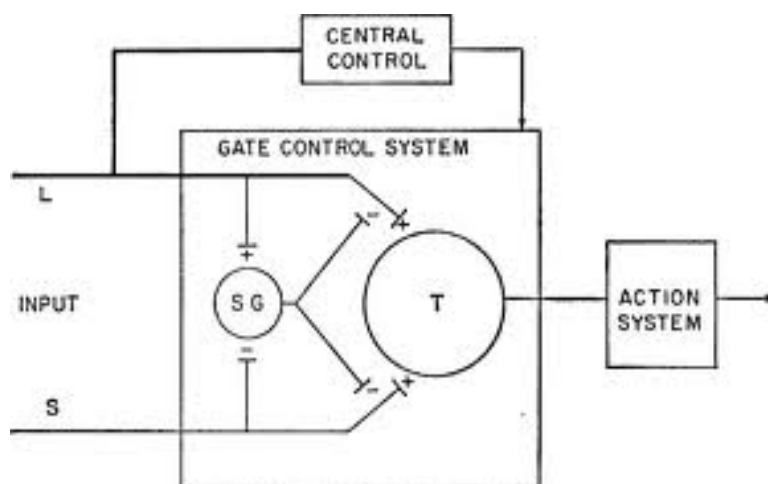 CENTRAL
CONTROL
GATE CONTROL SYSTEM
L
+
-
+
SG
T
INPUT
ACTION
SYSTEM
-
-
+
S